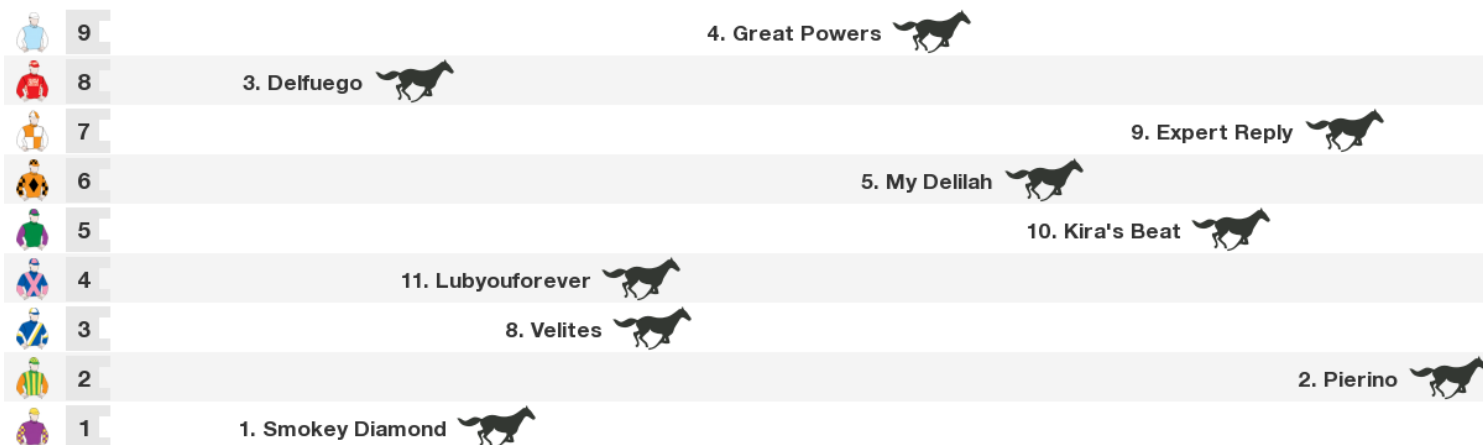 9 4. Great Powers
8 3. Delfuego
7 9. Expert Reply
6 5. My Delilah
5 10. Kira's Beat
4 11. Lubyouforever
3 8. Velites
2 2. Pierino
1 1. Smokey Diamond